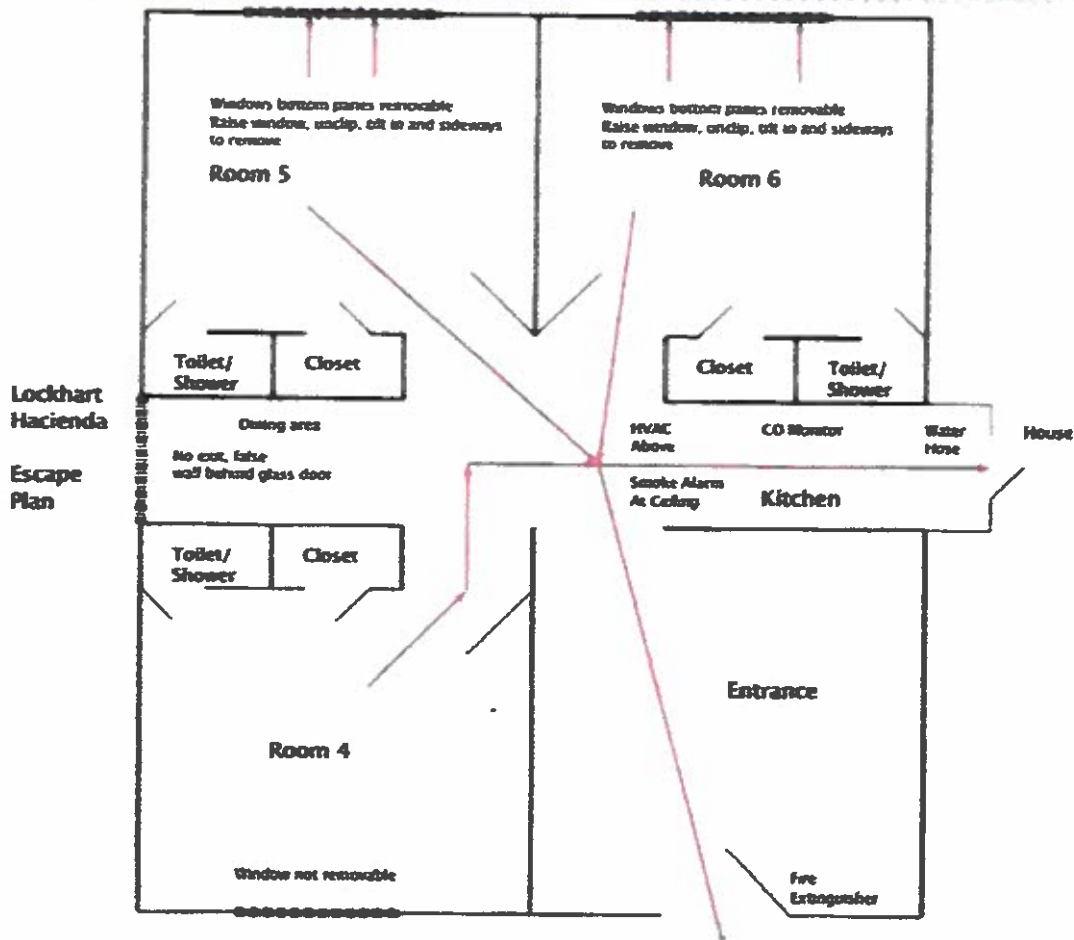 Windows bottom panes removable
Raise window, unclip, tilt in and sideways
to remove
Room 5
Windows bottom panes removable
Raise window, unclip, tilt in and sideways
to remove
Room 6
Toilet/
Shower
Closet
Closet
Toilet/
Shower
Lockhart
Hacienda
Escape
Plan
Dining area
No exit, false
wall behind glass door
HVAC
Above
CO Monitor
Water
Hose
House
Smoke Alarm
At Ceiling
Kitchen
Toilet/
Shower
Closet
Entrance
Room 4
Window not removable
Fire
Extinguisher